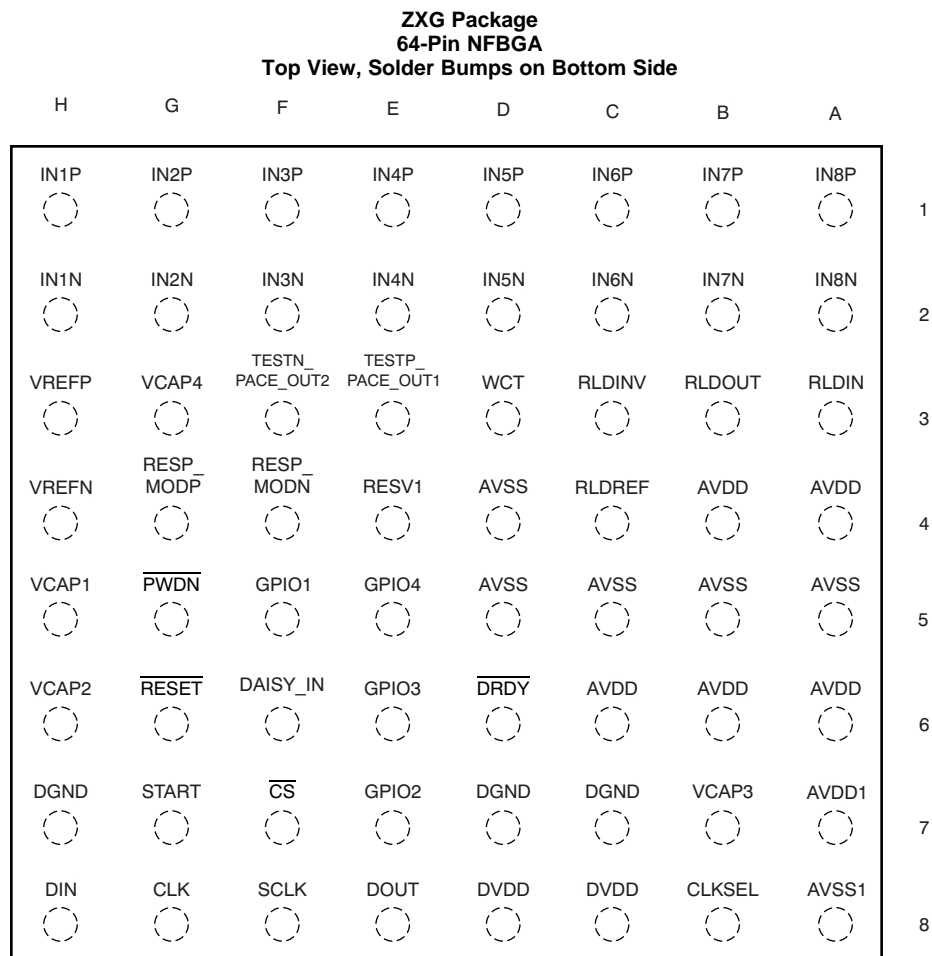 ZXG Package
64-Pin NFBGA
Top View, Solder Bumps on Bottom Side
H G F E D C B A
IN1P IN2P IN3P IN4P IN5P IN6P IN7P IN8P
1
IN1N IN2N IN3N IN4N IN5N IN6N IN7N IN8N
2
TESTN_ TESTP_
VREFP VCAP4 PACE_OUT2 PACE_OUT1 WCT RLDINV RLDOUT RLDIN
3
RESP_ RESP_
VREFN MODP MODN RESV1 AVSS RLDREF AVDD AVDD
4
VCAP1 PWDN GPIO1 GPIO4 AVSS AVSS AVSS AVSS
5
VCAP2 RESET DAISY_IN GPIO3 DRDY AVDD AVDD AVDD
6
DGND START CS GPIO2 DGND DGND VCAP3 AVDD1
7
DIN CLK SCLK DOUT DVDD DVDD CLKSEL AVSS1
8